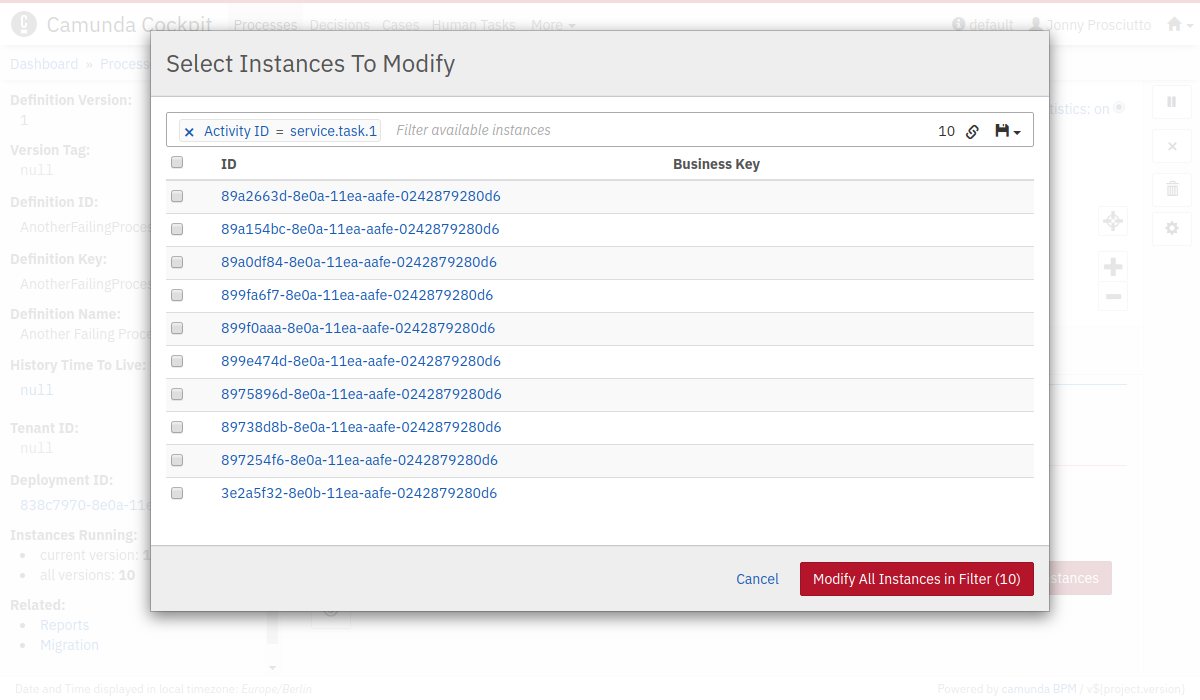 Camunda Cockpit Processes Decisions Cases Human Tasks More default Jonny Prosciutto
Dashboard » Process
Select Instances To Modify
Definition Version:
1
Version Tag:
null
Definition ID:
AnotherFailingProces
Definition Key:
AnotherFailingProces
Definition Name:
Another Failing Proce
History Time To Live:
null
Tenant ID:
null
Deployment ID:
838c7970-8e0a-11e
Instances Running:
current version: 1
all versions: 10
Related:
Reports
Migration
tistics: on
× Activity ID = service.task.1 Filter available instances 10
ID Business Key
89a2663d-8e0a-11ea-aafe-0242879280d6
89a154bc-8e0a-11ea-aafe-0242879280d6
89a0df84-8e0a-11ea-aafe-0242879280d6
899fa6f7-8e0a-11ea-aafe-0242879280d6
899f0aaa-8e0a-11ea-aafe-0242879280d6
899e474d-8e0a-11ea-aafe-0242879280d6
8975896d-8e0a-11ea-aafe-0242879280d6
89738d8b-8e0a-11ea-aafe-0242879280d6
897254f6-8e0a-11ea-aafe-0242879280d6
3e2a5f32-8e0b-11ea-aafe-0242879280d6
Cancel Modify All Instances in Filter (10)
stances
Date and Time displayed in local timezone: Europe/Berlin
Powered by camunda BPM / v${project.version}